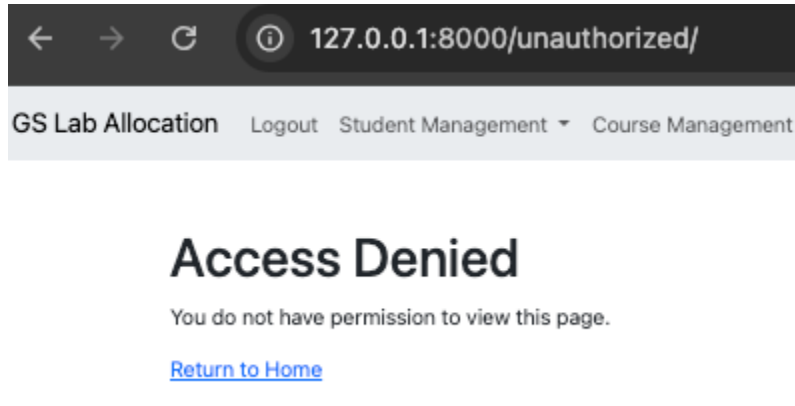 127.0.0.1:8000/unauthorized/
GS Lab Allocation Logout Student Management Course Management
Access Denied
You do not have permission to view this page.
Return to Home